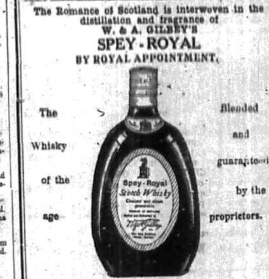 The Romance of Scotland is interwoven in the
distillation and fragrance of
W. & A. GILBEY'S
SPEY-ROYAL
BY ROYAL APPOINTMENT.
The Blended
Whisky and
guaranteed
of the by the
age proprietors.
Spey-Royal
Scotch Whisky